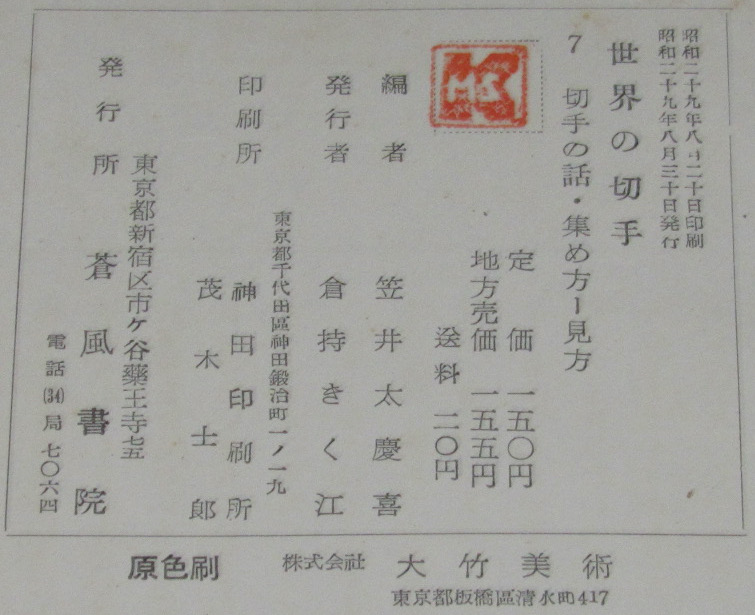 昭和二十九年八月二十日印刷
昭和二十九年八月三十日発行
世界の切手
7 切手の話・集め方ー見方
定価 一五〇円
地方売価 一五五円
送料 二〇円
編者 笠井太慶喜
発行者 倉持きく江
東京都千代田區神田鍛冶町一ノ一九
印刷所 神田印刷所
茂木士郎
東京都新宿区市ケ谷藥王寺七五
発行所 蒼風書院
電話(34)局七〇六四
原色刷 株式会社 大竹美術
東京都板橋區清水町417